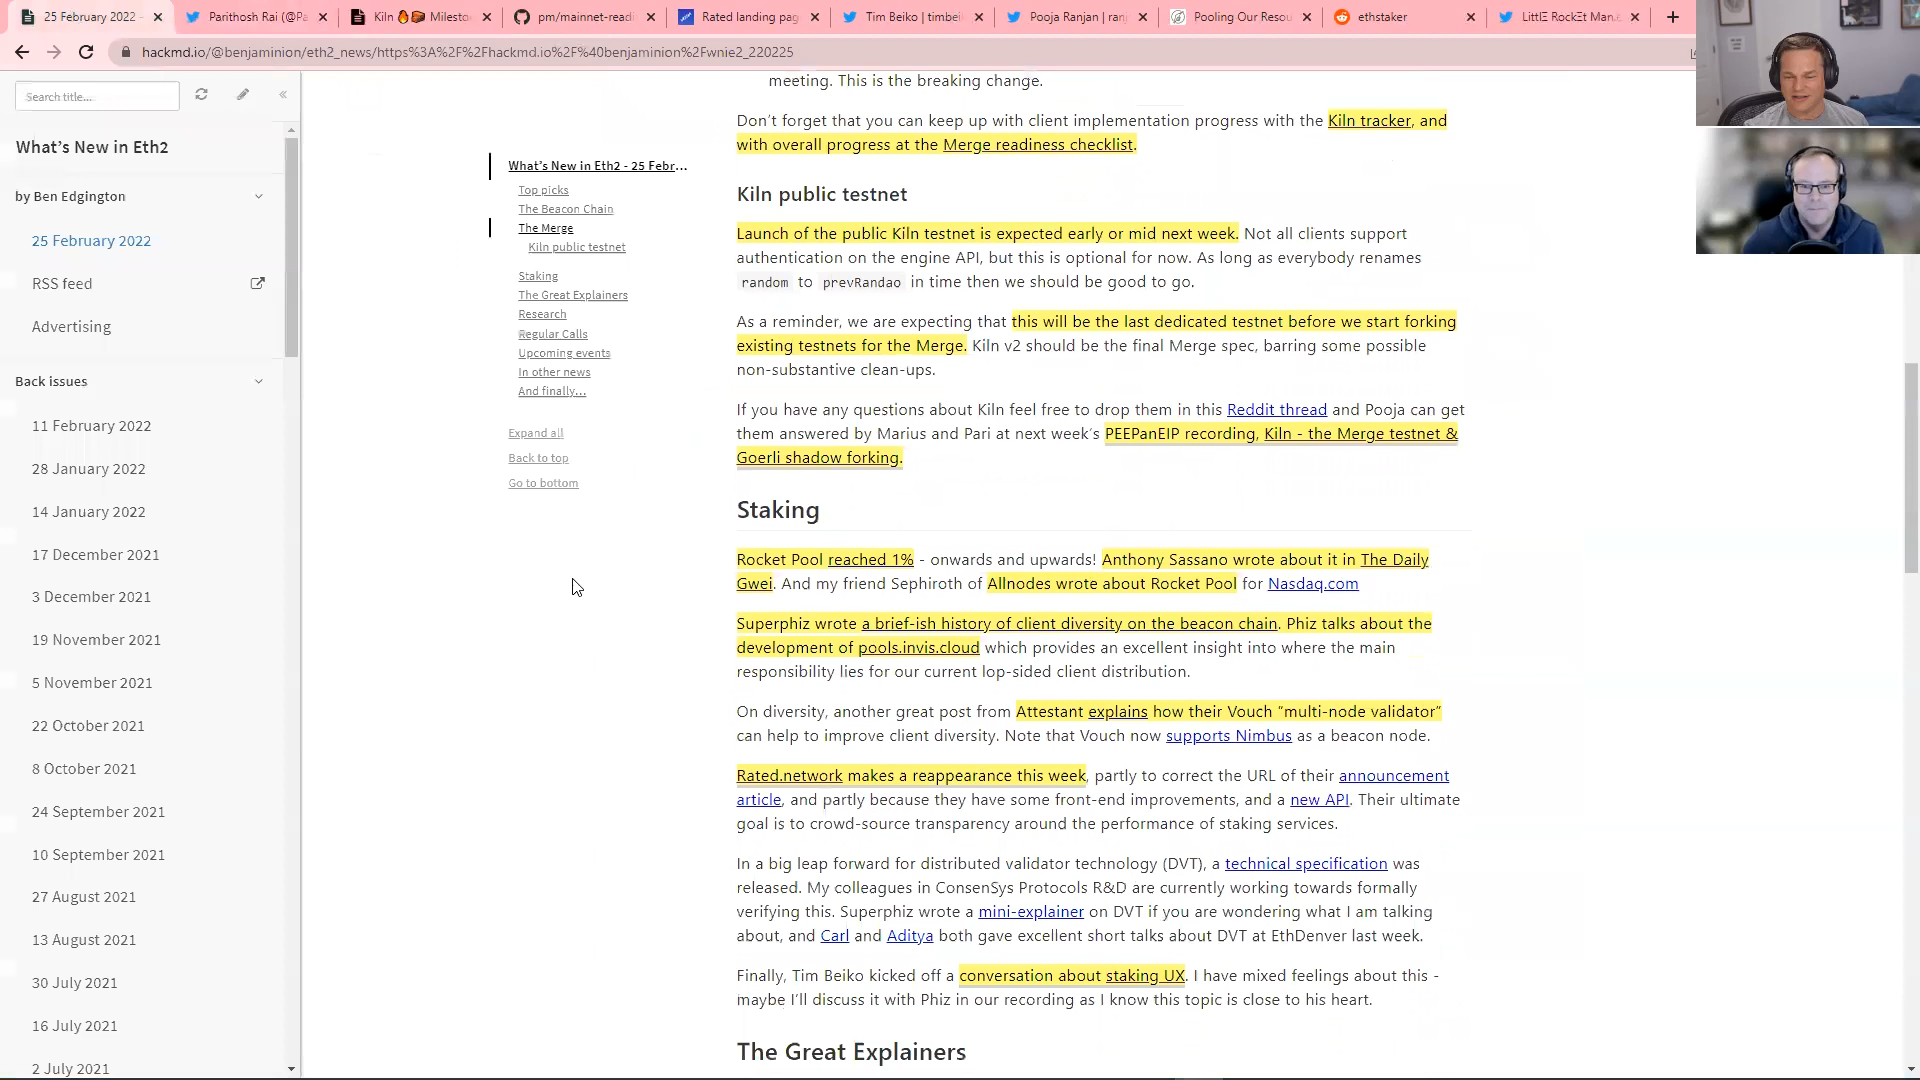 25 February 2022 -
Parithosh Rai (@Pa
Kiln 🔥🧱 Milesto
pm/mainnet-readi
Rated landing pag
Tim Beiko | timbei
Pooja Ranjan | ran
Pooling Our Resou
ethstaker
LittlΞ RockΞt Man.e
hackmd.io/@benjaminion/eth2_news/https%3A%2F%2Fhackmd.io%2F%40benjaminion%2Fwnie2_220225
Search title...
What's New in Eth2
by Ben Edgington
25 February 2022
RSS feed
Advertising
Back issues
11 February 2022
28 January 2022
14 January 2022
17 December 2021
3 December 2021
19 November 2021
5 November 2021
22 October 2021
8 October 2021
24 September 2021
10 September 2021
27 August 2021
13 August 2021
30 July 2021
16 July 2021
2 July 2021
What's New in Eth2 - 25 Febr...
Top picks
The Beacon Chain
The Merge
Kiln public testnet
Staking
The Great Explainers
Research
Regular Calls
Upcoming events
In other news
And finally...
Expand all
Back to top
Go to bottom
meeting. This is the breaking change.
Don't forget that you can keep up with client implementation progress with the Kiln tracker, and
with overall progress at the Merge readiness checklist.
Kiln public testnet
Launch of the public Kiln testnet is expected early or mid next week. Not all clients support
authentication on the engine API, but this is optional for now. As long as everybody renames
random to prevRandao in time then we should be good to go.
As a reminder, we are expecting that this will be the last dedicated testnet before we start forking
existing testnets for the Merge. Kiln v2 should be the final Merge spec, barring some possible
non-substantive clean-ups.
If you have any questions about Kiln feel free to drop them in this Reddit thread and Pooja can get
them answered by Marius and Pari at next week's PEEPanEIP recording, Kiln - the Merge testnet &
Goerli shadow forking.
Staking
Rocket Pool reached 1% - onwards and upwards! Anthony Sassano wrote about it in The Daily
Gwei. And my friend Sephiroth of Allnodes wrote about Rocket Pool for Nasdaq.com
Superphiz wrote a brief-ish history of client diversity on the beacon chain. Phiz talks about the
development of pools.invis.cloud which provides an excellent insight into where the main
responsibility lies for our current lop-sided client distribution.
On diversity, another great post from Attestant explains how their Vouch "multi-node validator"
can help to improve client diversity. Note that Vouch now supports Nimbus as a beacon node.
Rated.network makes a reappearance this week, partly to correct the URL of their announcement
article, and partly because they have some front-end improvements, and a new API. Their ultimate
goal is to crowd-source transparency around the performance of staking services.
In a big leap forward for distributed validator technology (DVT), a technical specification was
released. My colleagues in ConsenSys Protocols R&D are currently working towards formally
verifying this. Superphiz wrote a mini-explainer on DVT if you are wondering what I am talking
about, and Carl and Aditya both gave excellent short talks about DVT at EthDenver last week.
Finally, Tim Beiko kicked off a conversation about staking UX. I have mixed feelings about this -
maybe I'll discuss it with Phiz in our recording as I know this topic is close to his heart.
The Great Explainers